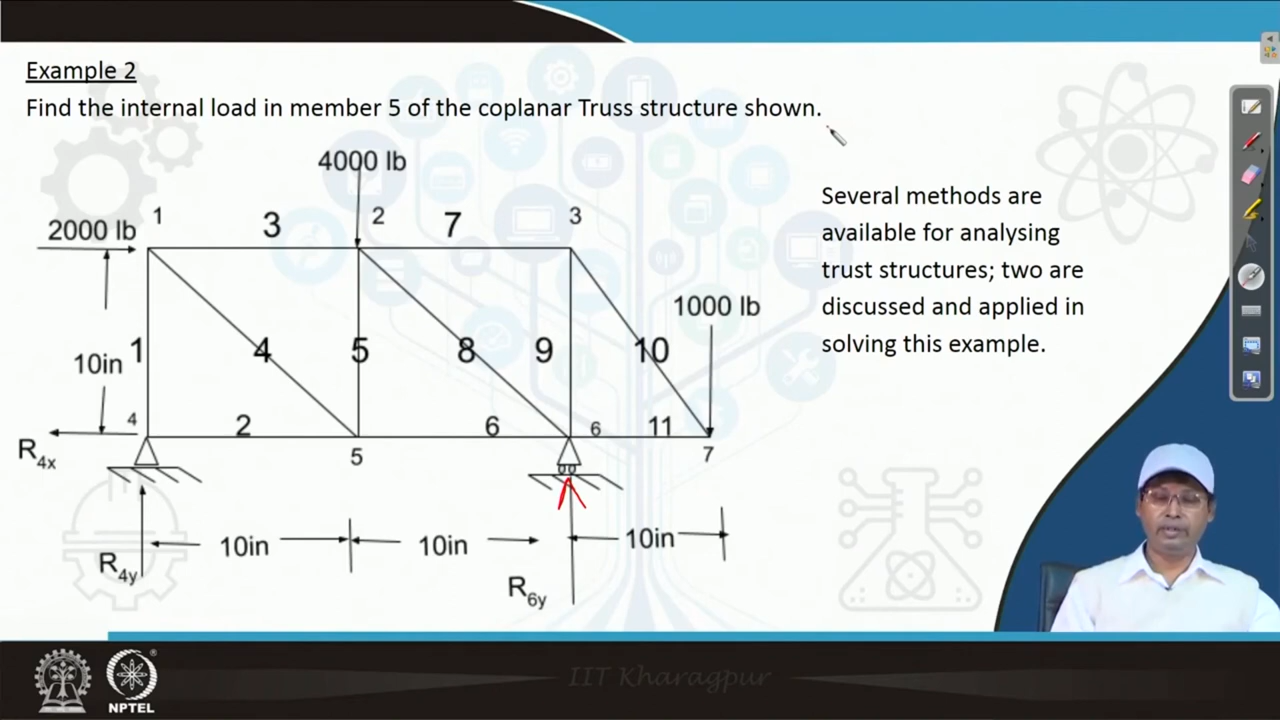 Example 2
Find the internal load in member 5 of the coplanar Truss structure shown.
4000 lb
2000 lb
1
3
2
7
3
Several methods are
available for analysing
trust structures; two are
discussed and applied in
solving this example.
1000 lb
10in
1
4
5
8
9
10
4
2
6
6
11
R4x
5
7
10in
10in
10in
R4y
R6y
NPTEL
IIT Kharagpur